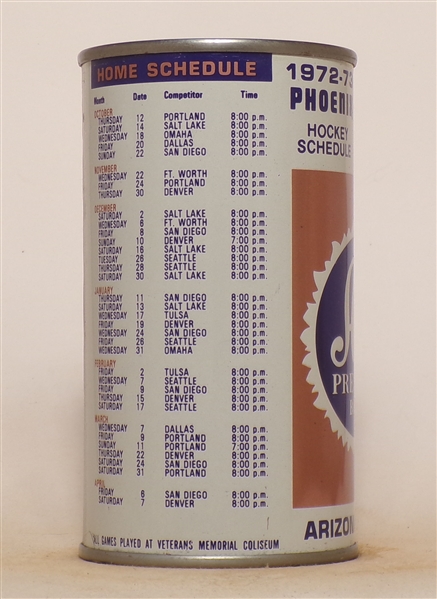 HOME SCHEDULE
Month Date Competitor Time
OCTOBER
THURSDAY 12 PORTLAND 8:00 p.m.
SATURDAY 14 SALT LAKE 8:00 p.m.
WEDNESDAY 18 OMAHA 8:00 p.m.
FRIDAY 20 DALLAS 8:00 p.m.
SUNDAY 22 SAN DIEGO 8:00 p.m.
NOVEMBER
WEDNESDAY 22 FT. WORTH 8:00 p.m.
FRIDAY 24 PORTLAND 8:00 p.m.
THURSDAY 30 DENVER 8:00 p.m.
DECEMBER
SATURDAY 2 SALT LAKE 8:00 p.m.
WEDNESDAY 6 FT. WORTH 8:00 p.m.
FRIDAY 8 SAN DIEGO 8:00 p.m.
SUNDAY 10 DENVER 7:00 p.m.
SATURDAY 16 SALT LAKE 8:00 p.m.
TUESDAY 26 SEATTLE 8:00 p.m.
THURSDAY 28 SEATTLE 8:00 p.m.
SATURDAY 30 SALT LAKE 8:00 p.m.
JANUARY
THURSDAY 11 SAN DIEGO 8:00 p.m.
SATURDAY 13 SALT LAKE 8:00 p.m.
WEDNESDAY 17 TULSA 8:00 p.m.
FRIDAY 19 DENVER 8:00 p.m.
WEDNESDAY 24 SAN DIEGO 8:00 p.m.
FRIDAY 26 SEATTLE 8:00 p.m.
WEDNESDAY 31 OMAHA 8:00 p.m.
FEBRUARY
FRIDAY 2 TULSA 8:00 p.m.
WEDNESDAY 7 SEATTLE 8:00 p.m.
FRIDAY 9 SAN DIEGO 8:00 p.m.
THURSDAY 15 DENVER 8:00 p.m.
SATURDAY 17 SEATTLE 8:00 p.m.
MARCH
WEDNESDAY 7 DALLAS 8:00 p.m.
FRIDAY 9 PORTLAND 8:00 p.m.
SUNDAY 11 PORTLAND 7:00 p.m.
THURSDAY 22 DENVER 8:00 p.m.
SATURDAY 24 SAN DIEGO 8:00 p.m.
SATURDAY 31 PORTLAND 8:00 p.m.
APRIL
FRIDAY 6 SAN DIEGO 8:00 p.m.
SATURDAY 7 DENVER 8:00 p.m.
ALL GAMES PLAYED AT VETERANS MEMORIAL COLISEUM
1972-73
PHOENI
HOCKEY
SCHEDULE
A
PRE
ARIZON